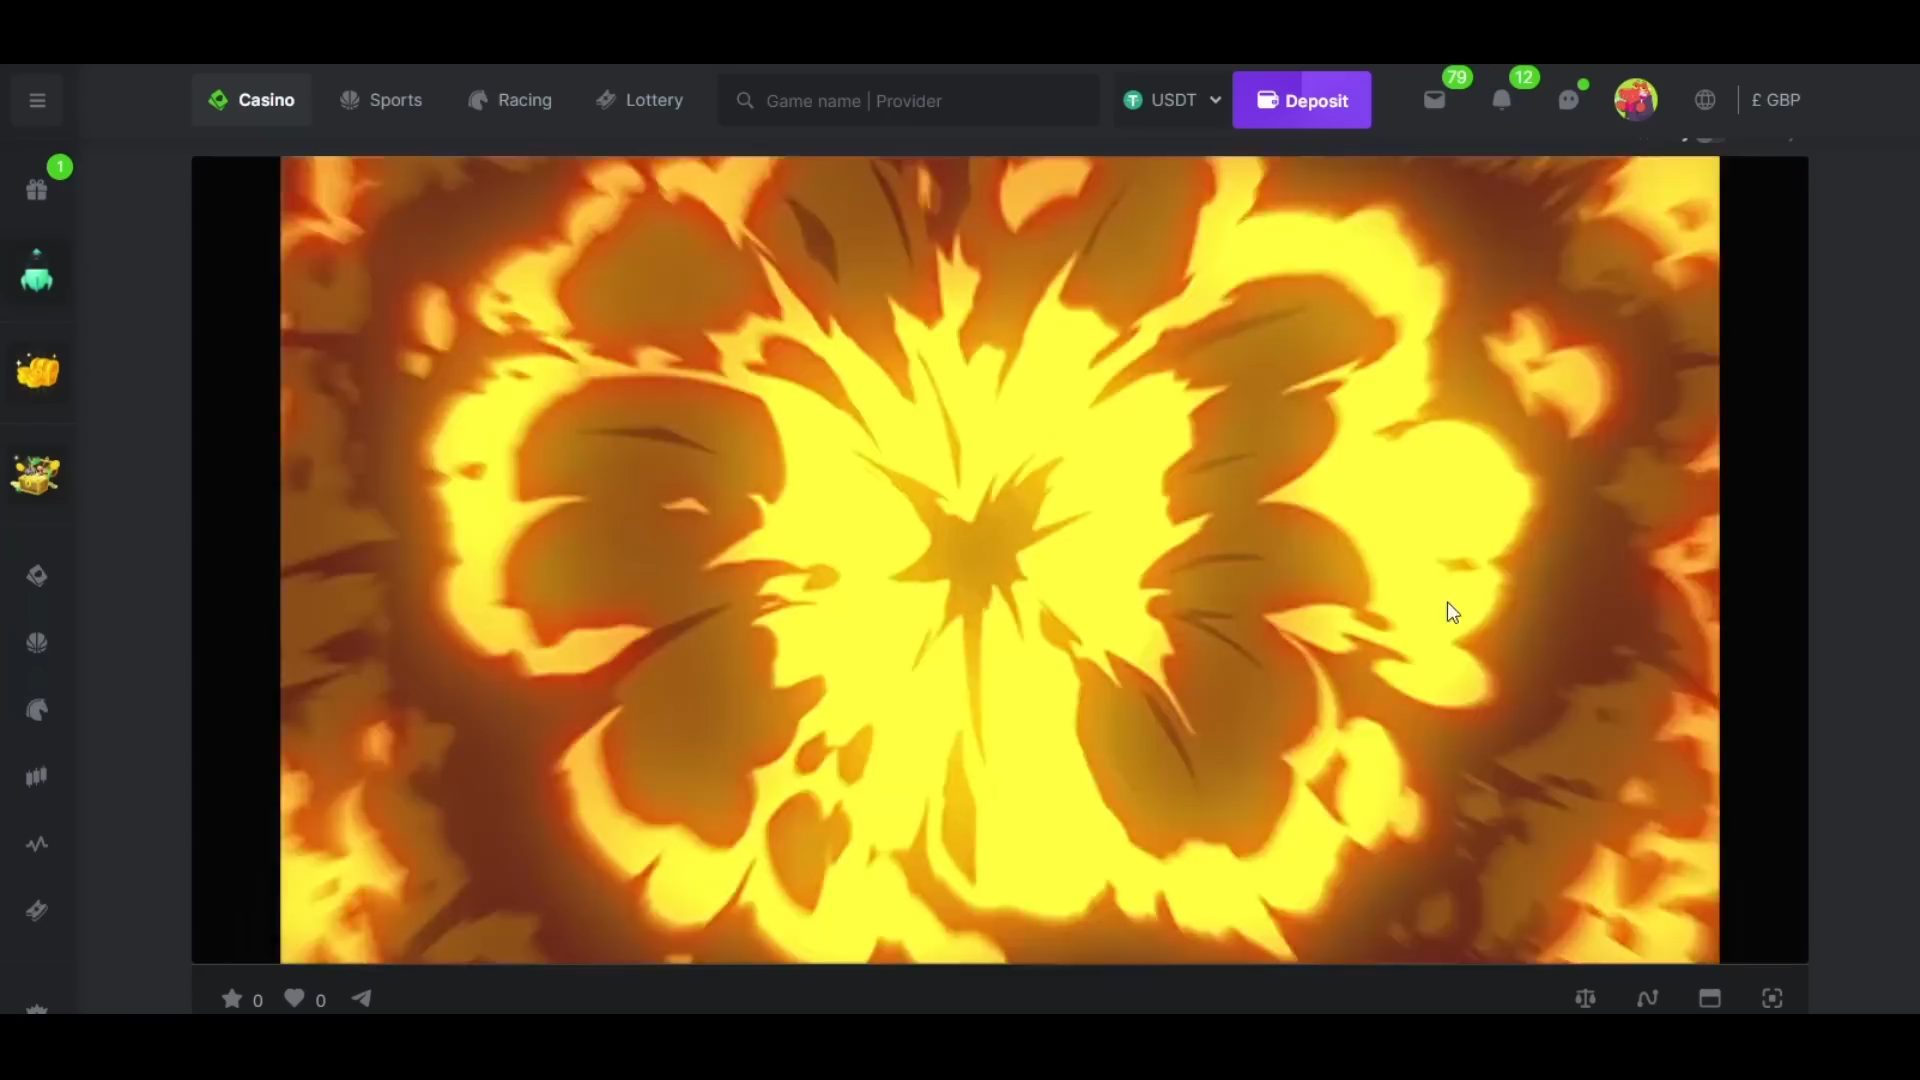 Casino
Sports
Racing
Lottery
Game name | Provider
USDT
Deposit
79
12
£ GBP
1
0
0